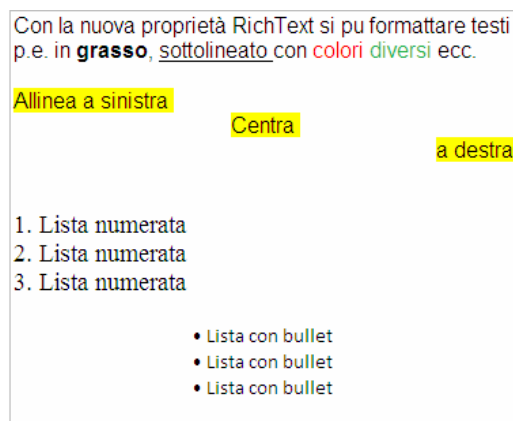 Con la nuova proprietà RichText si pu formattare testi
p.e. in grasso, sottolineato con colori diversi ecc.
Allinea a sinistra
Centra
a destra
1. Lista numerata
2. Lista numerata
3. Lista numerata
• Lista con bullet
• Lista con bullet
• Lista con bullet